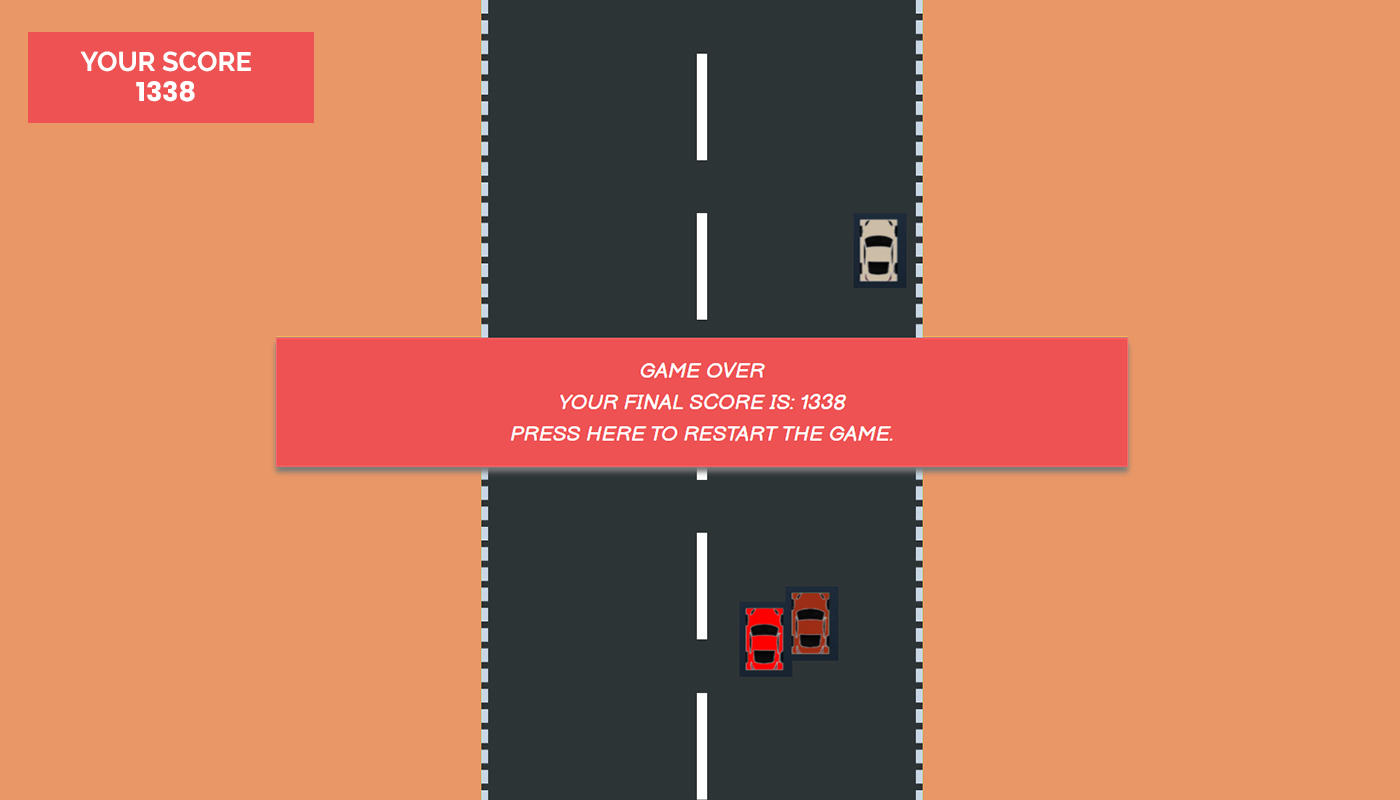 YOUR SCORE
1338
GAME OVER
YOUR FINAL SCORE IS: 1338
PRESS HERE TO RESTART THE GAME.